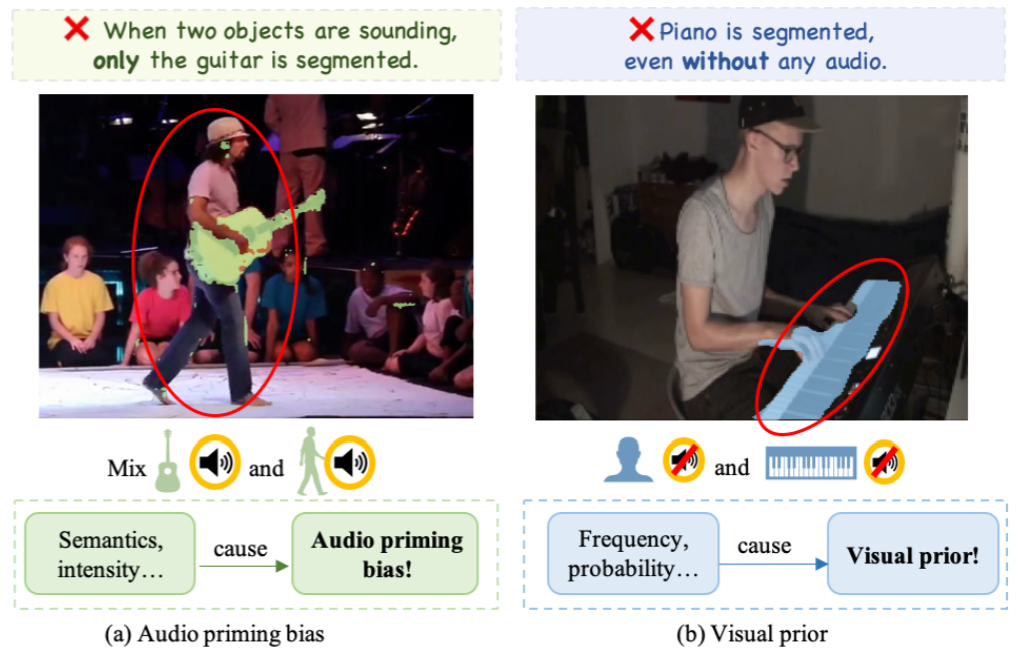 ❌ When two objects are sounding,
only the guitar is segmented.
❌ Piano is segmented,
even without any audio.
Mix and
and
Semantics,
intensity…
cause
Audio priming
bias!
Frequency,
probability…
cause
Visual prior!
(a) Audio priming bias
(b) Visual prior